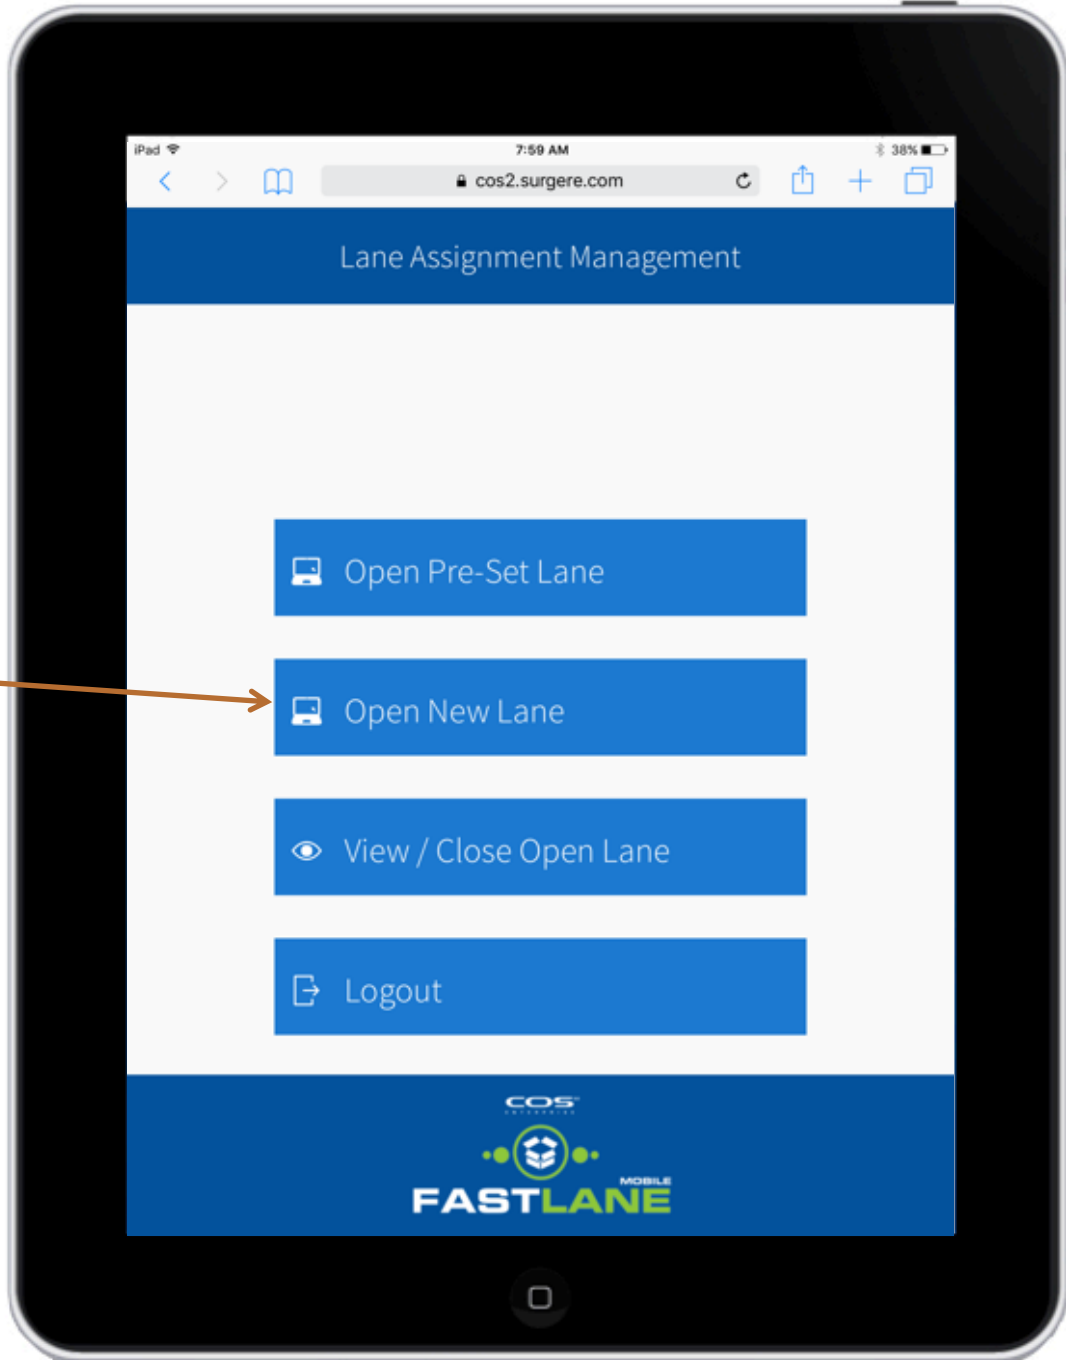 iPad 7:59 AM 38%
cos2.surgere.com
Lane Assignment Management
Open Pre-Set Lane
Open New Lane
View / Close Open Lane
Logout
COS
ENTERPRISE
MOBILE
FASTLANE